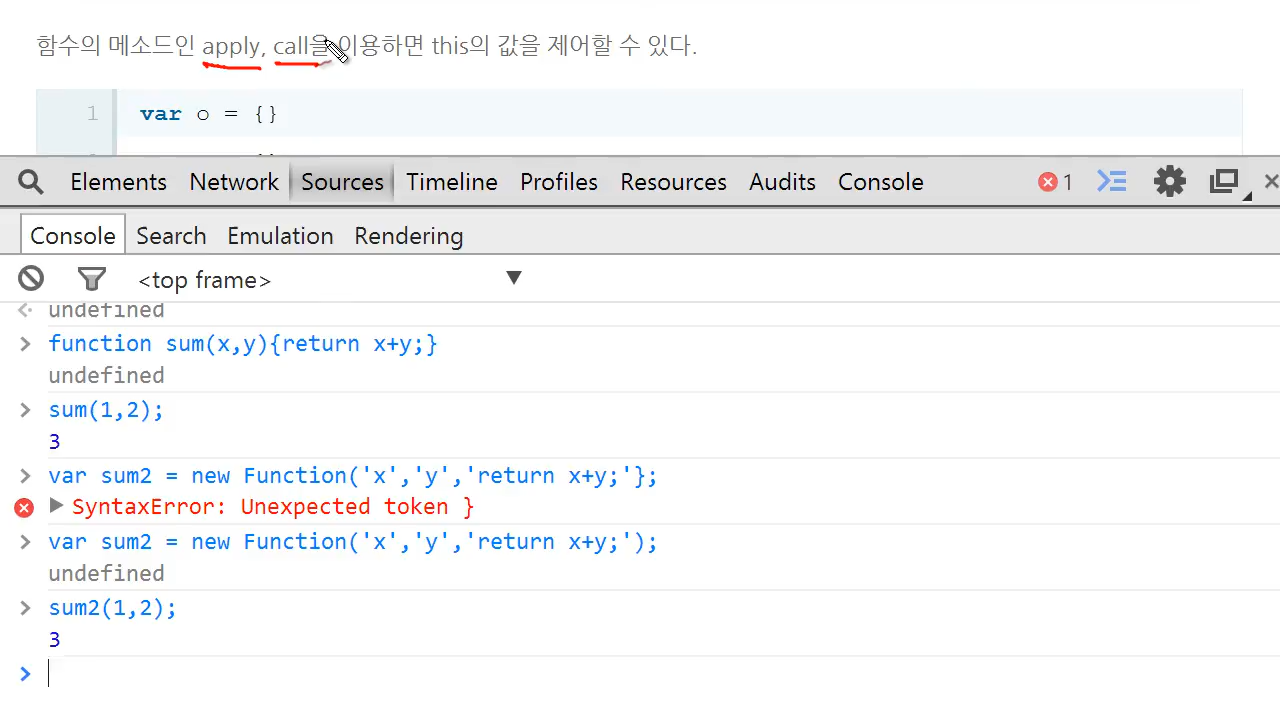 함수의 메소드인 apply, call을 이용하면 this의 값을 제어할 수 있다.
1 var o = {}
Elements Network Sources Timeline Profiles Resources Audits Console 1
Console Search Emulation Rendering
<top frame>
undefined
function sum(x,y){return x+y;}
undefined
sum(1,2);
3
var sum2 = new Function('x','y','return x+y;'};
SyntaxError: Unexpected token }
var sum2 = new Function('x','y','return x+y;');
undefined
sum2(1,2);
3